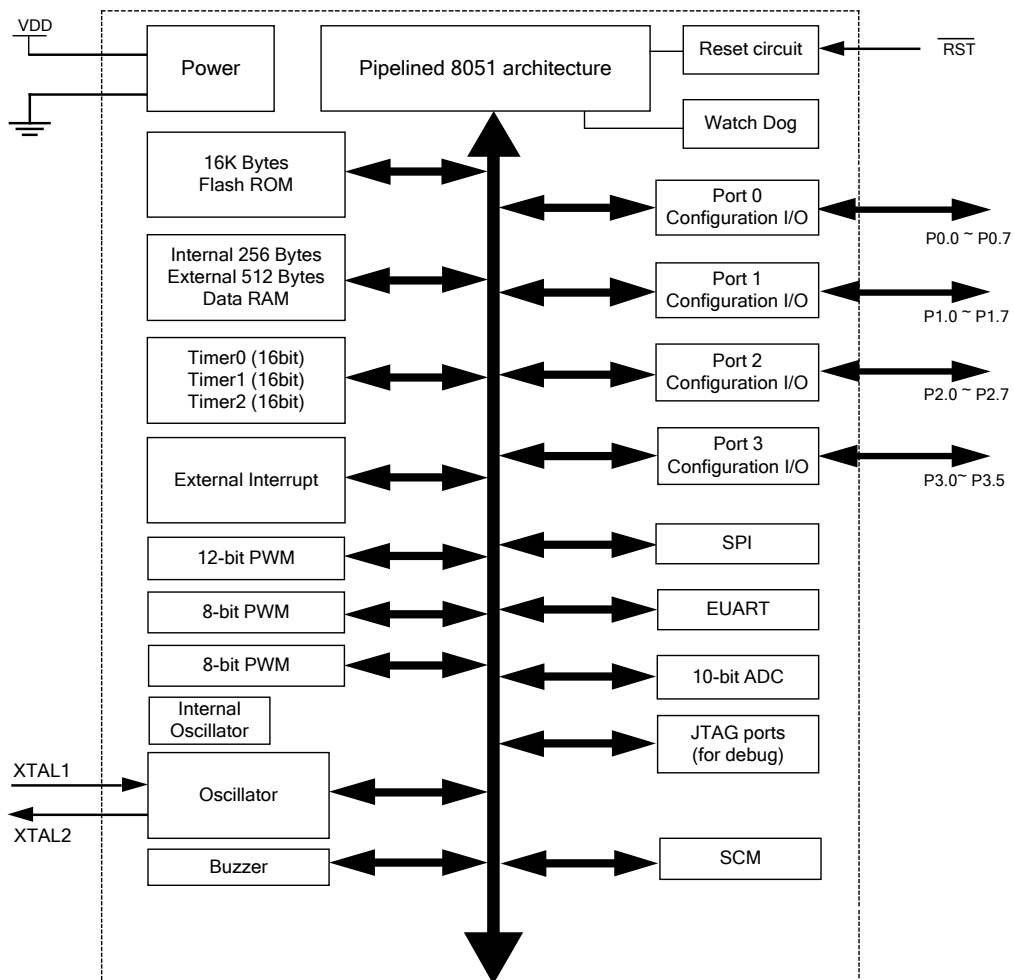 VDD
Power
Pipelined 8051 architecture
Reset circuit
RST
Watch Dog
16K Bytes
Flash ROM
Port 0
Configuration I/O
P0.0 ~ P0.7
Internal 256 Bytes
External 512 Bytes
Data RAM
Port 1
Configuration I/O
P1.0 ~ P1.7
Timer0 (16bit)
Timer1 (16bit)
Timer2 (16bit)
Port 2
Configuration I/O
P2.0 ~ P2.7
External Interrupt
Port 3
Configuration I/O
P3.0~ P3.5
12-bit PWM
SPI
8-bit PWM
EUART
8-bit PWM
10-bit ADC
Internal
Oscillator
JTAG ports
(for debug)
XTAL1
Oscillator
XTAL2
Buzzer
SCM